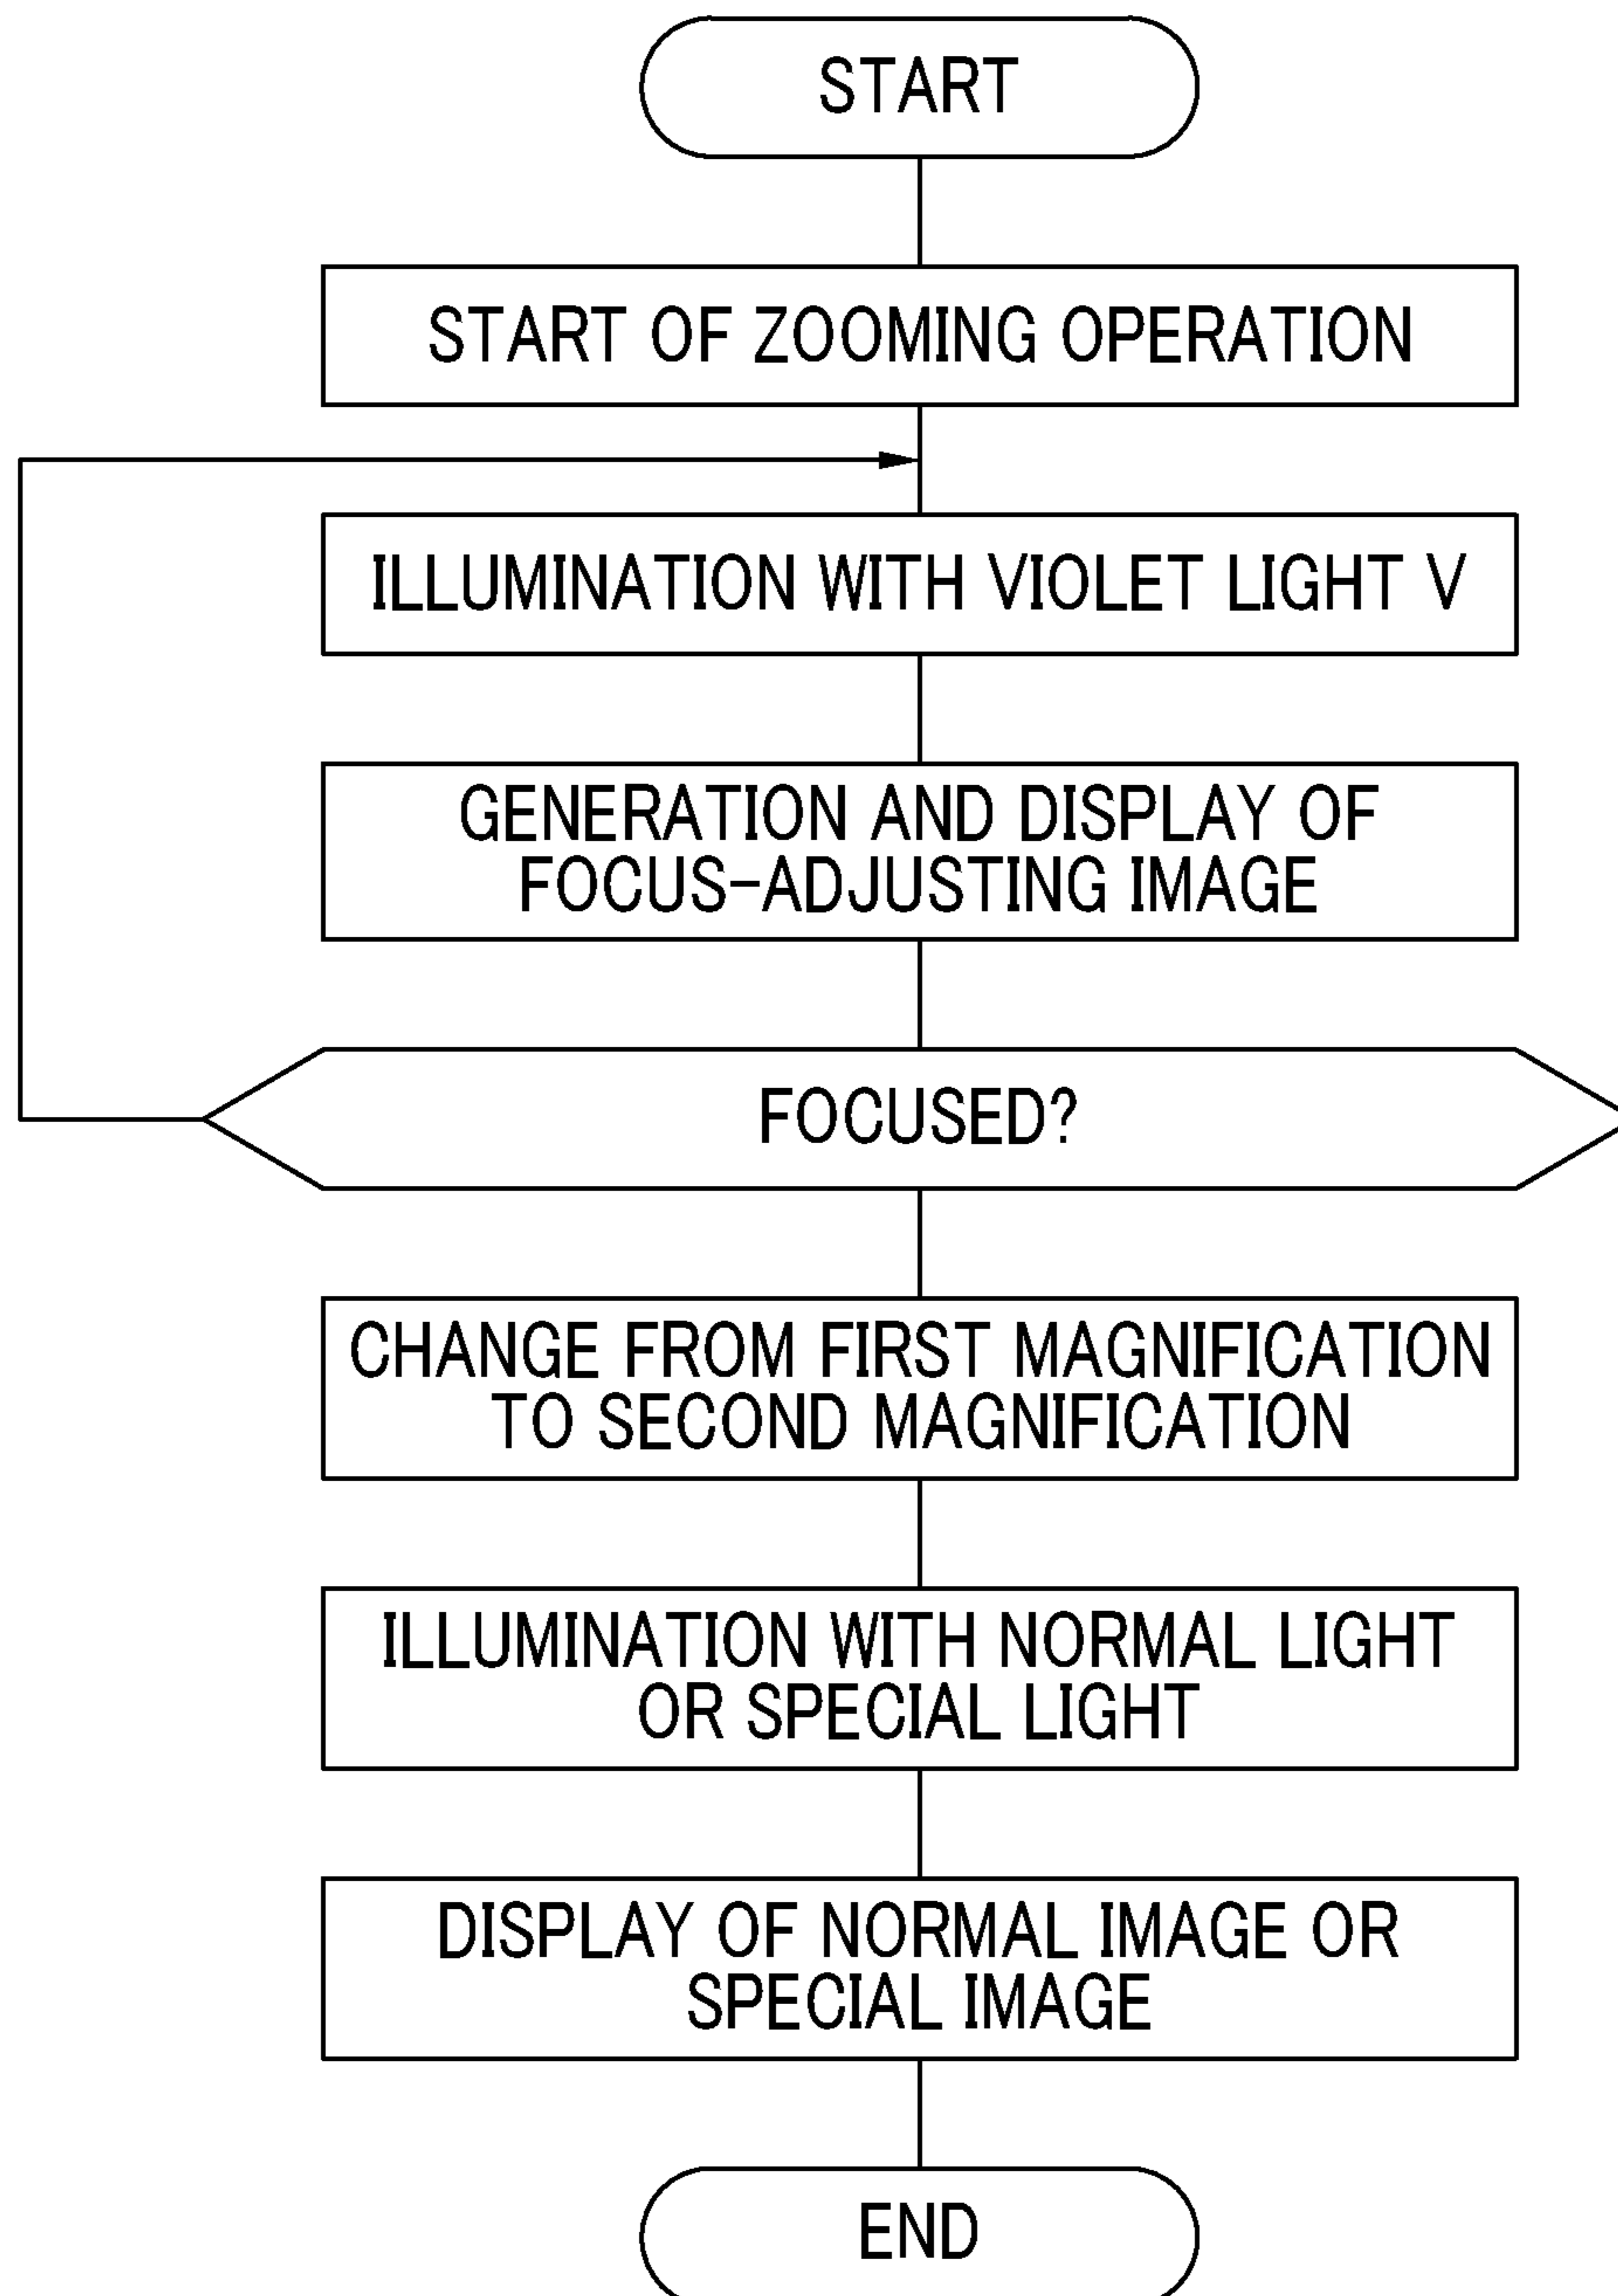 START
START OF ZOOMING OPERATION
ILLUMINATION WITH VIOLET LIGHT V
GENERATION AND DISPLAY OF
FOCUS-ADJUSTING IMAGE
FOCUSED?
CHANGE FROM FIRST MAGNIFICATION
TO SECOND MAGNIFICATION
ILLUMINATION WITH NORMAL LIGHT
OR SPECIAL LIGHT
DISPLAY OF NORMAL IMAGE OR
SPECIAL IMAGE
END